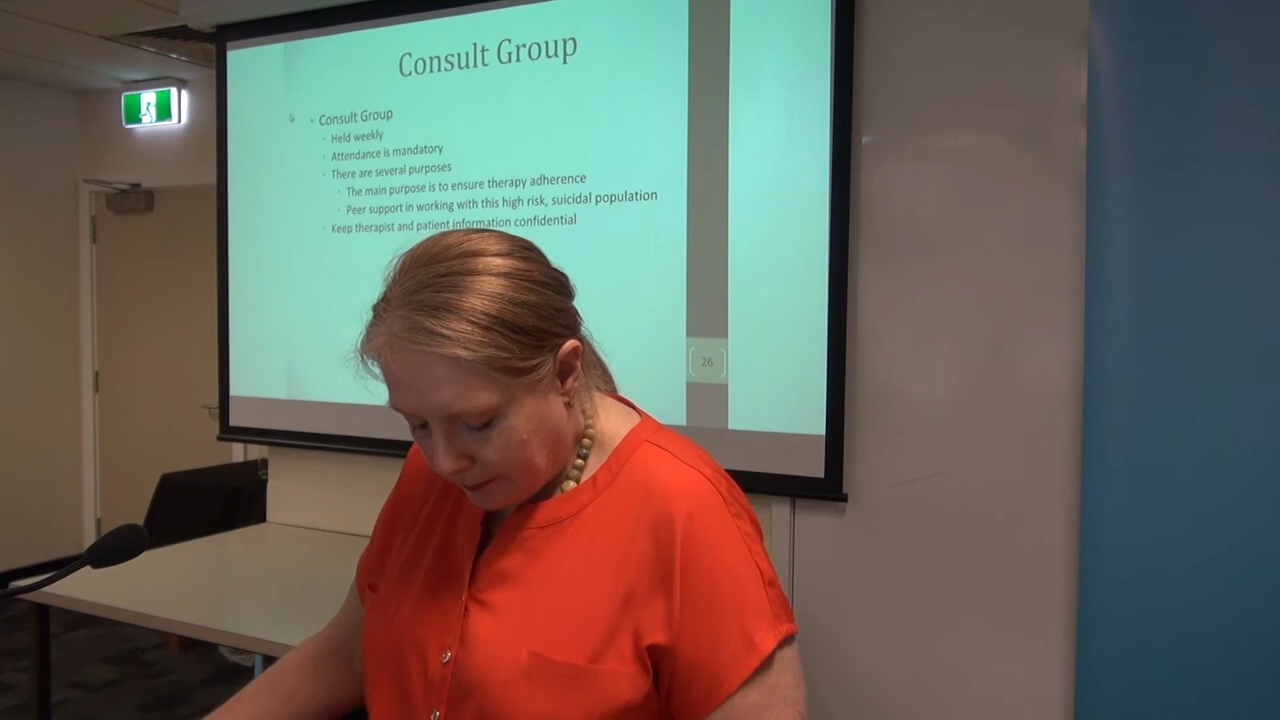 Consult Group
Consult Group
Held weekly
Attendance is mandatory
There are several purposes
The main purpose is to ensure therapy adherence
Peer support in working with this high risk, suicidal population
Keep therapist and patient information confidential
26